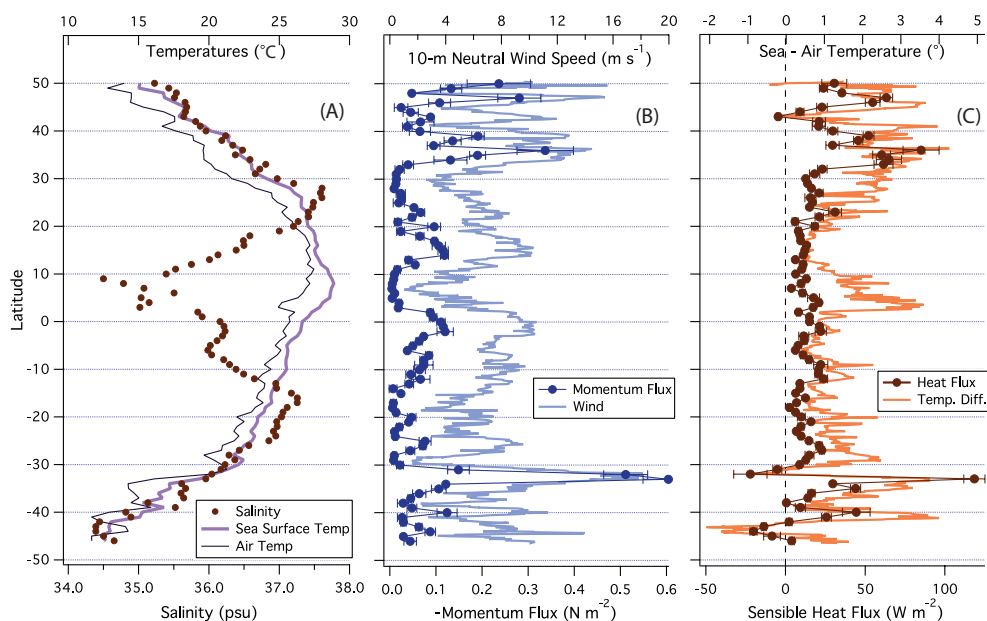 10 15 20 25 30
Temperatures (°C)
0 4 8 12 16 20
10-m Neutral Wind Speed (m s⁻¹)
-2 -1 0 1 2 3 4 5
Sea - Air Temperature (°)
50
40
30
20
10
0
-10
-20
-30
-40
-50
Latitude
(A)
(B)
(C)
Salinity
Sea Surface Temp
Air Temp
Momentum Flux
Wind
Heat Flux
Temp. Diff.
34.0 35.0 36.0 37.0 38.0
Salinity (psu)
0.0 0.1 0.2 0.3 0.4 0.5 0.6
-Momentum Flux (N m⁻²)
-50 0 50 100
Sensible Heat Flux (W m⁻²)